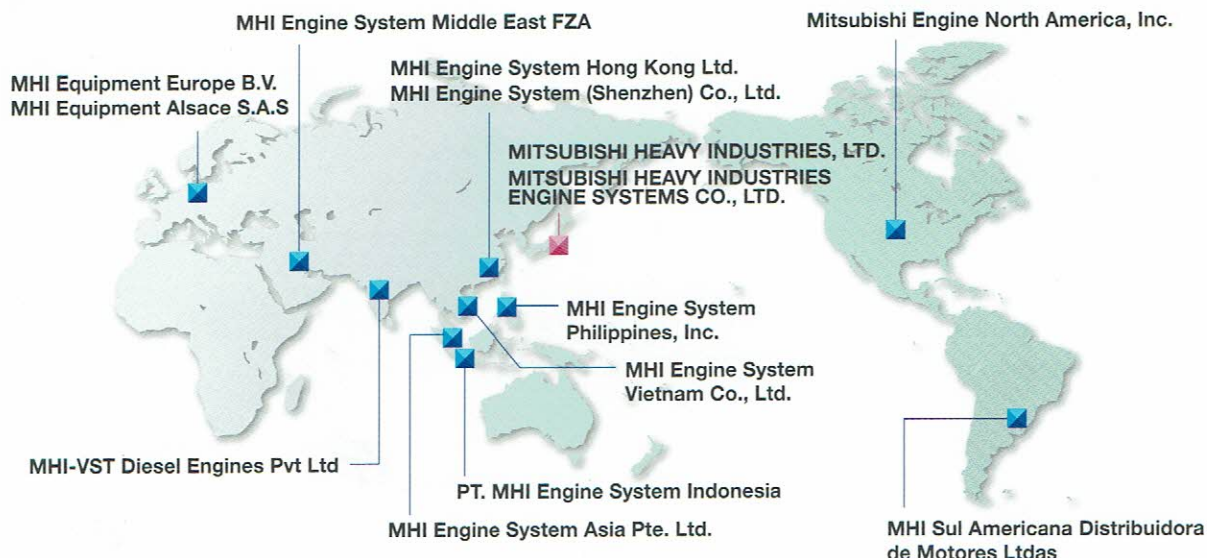 MHI Engine System Middle East FZA
Mitsubishi Engine North America, Inc.
MHI Equipment Europe B.V.
MHI Equipment Alsace S.A.S
MHI Engine System Hong Kong Ltd.
MHI Engine System (Shenzhen) Co., Ltd.
MITSUBISHI HEAVY INDUSTRIES, LTD.
MITSUBISHI HEAVY INDUSTRIES
ENGINE SYSTEMS CO., LTD.
MHI Engine System
Philippines, Inc.
MHI Engine System
Vietnam Co., Ltd.
MHI-VST Diesel Engines Pvt Ltd
PT. MHI Engine System Indonesia
MHI Engine System Asia Pte. Ltd.
MHI Sul Americana Distribuidora
de Motores Ltdas